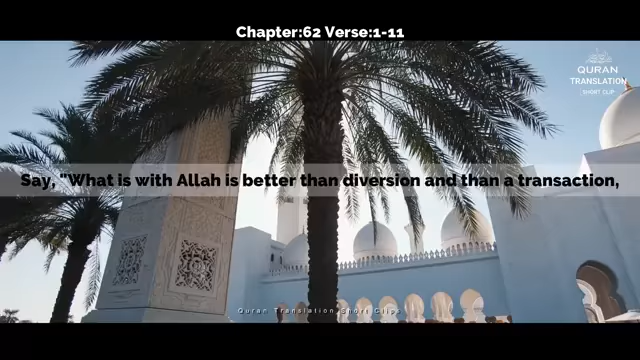 Chapter:62 Verse:1-11
QURAN
TRANSLATION
SHORT CLIP
Say, "What is with Allah is better than diversion and than a transaction,
Quran Translation Short Clips